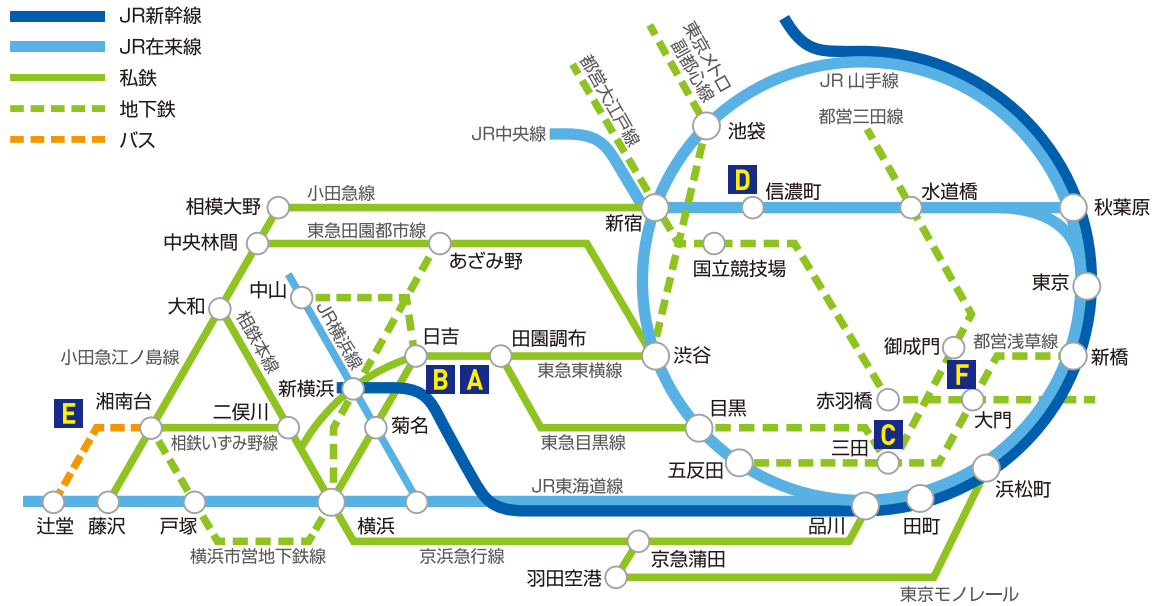 JR新幹線
JR在来線
私鉄
地下鉄
バス
東京メトロ
副都心線
都営大江戸線
JR中央線
JR 山手線
都営三田線
池袋
D
信濃町
水道橋
秋葉原
新宿
相模大野
小田急線
中央林間
東急田園都市線
あざみ野
国立競技場
東京
中山
大和
相鉄本線
JR横浜線
日吉
田園調布
渋谷
御成門
都営浅草線
新橋
小田急江ノ島線
新横浜
B
A
東急東横線
F
赤羽橋
大門
湘南台
E
二俣川
菊名
目黒
C
三田
相鉄いずみ野線
東急目黒線
五反田
浜松町
JR東海道線
辻堂
藤沢
戸塚
横浜
品川
田町
横浜市営地下鉄線
京浜急行線
京急蒲田
羽田空港
東京モノレール